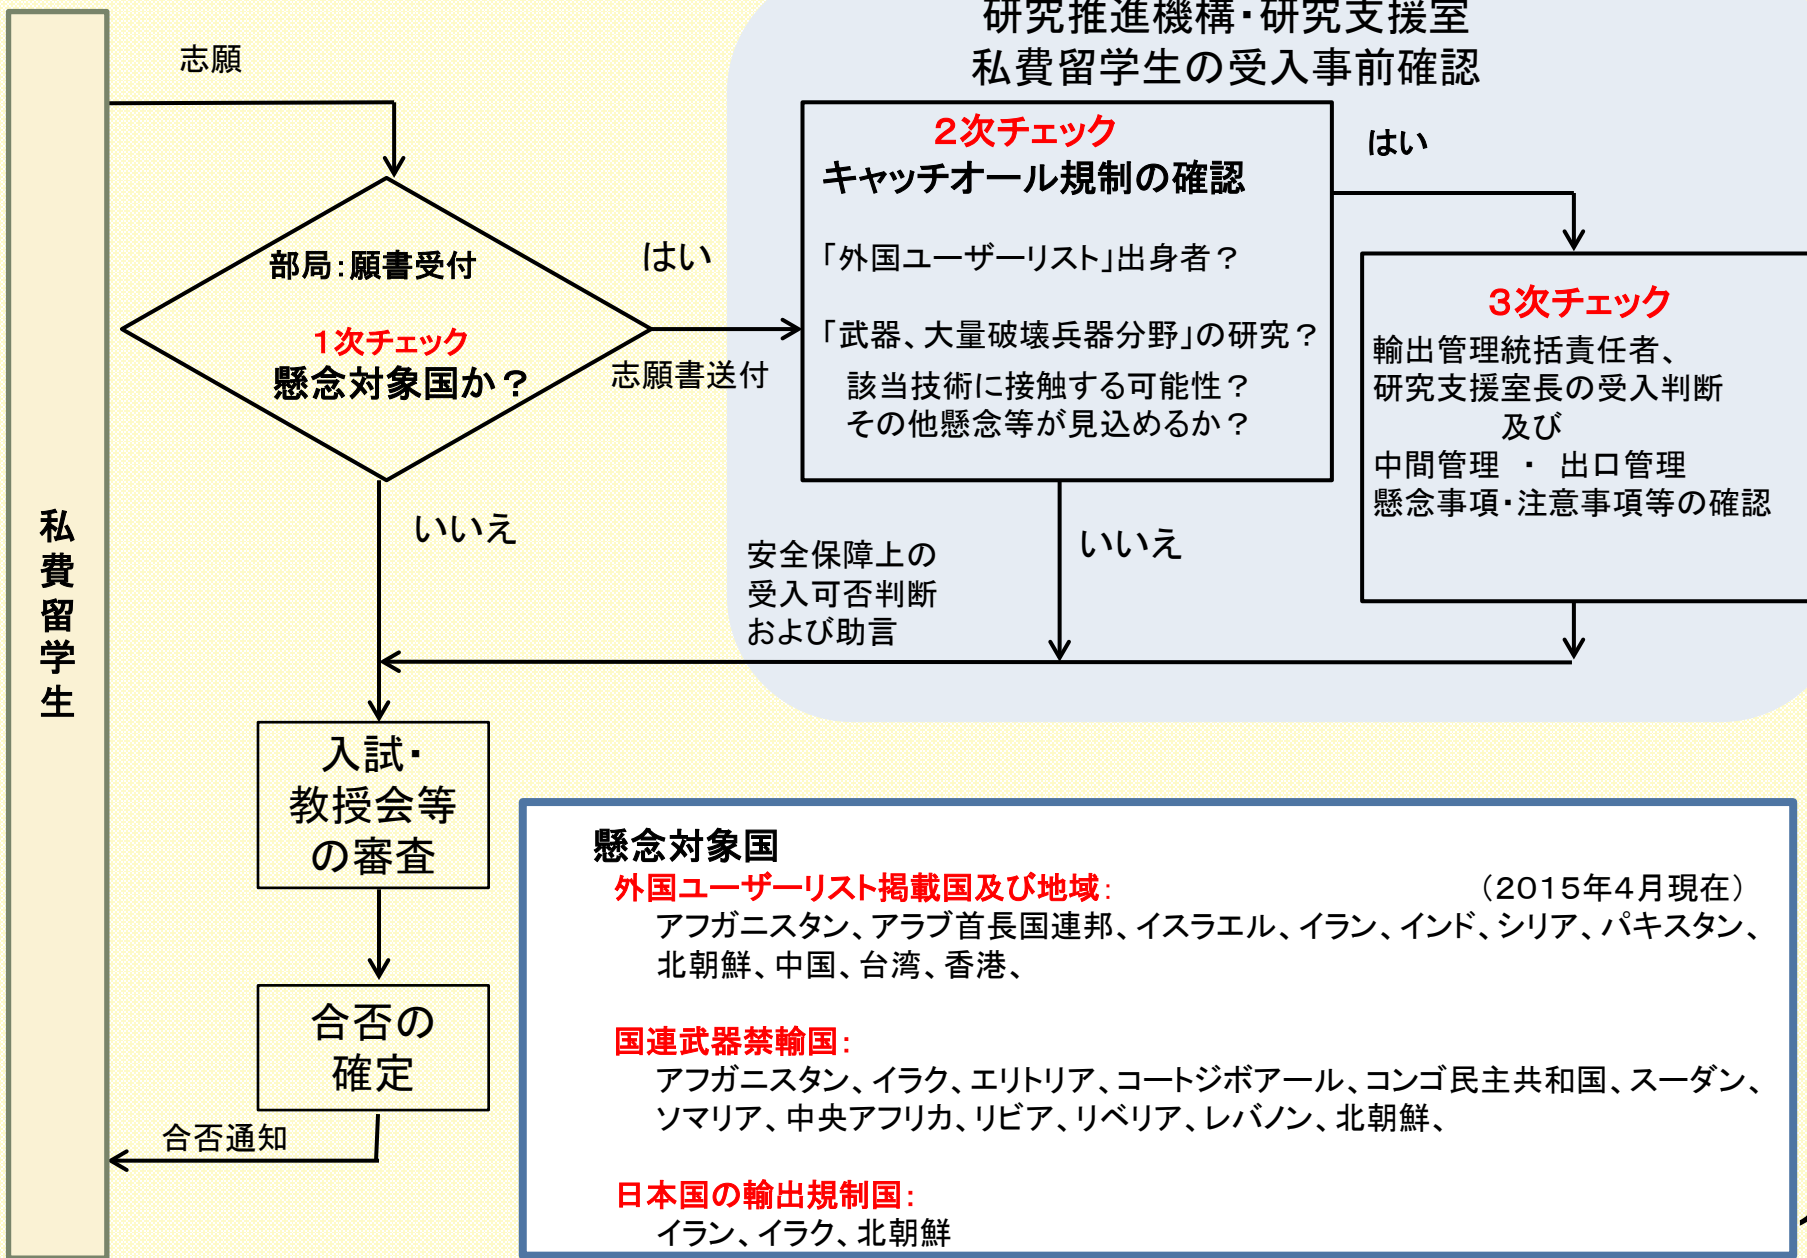 研究推進機構・研究支援室
私費留学生の受入事前確認
志願
私費留学生
部局:願書受付
1次チェック
懸念対象国か?
はい
志願書送付
いいえ
2次チェック
キャッチオール規制の確認
「外国ユーザーリスト」出身者?
「武器、大量破壊兵器分野」の研究?
該当技術に接触する可能性?
その他懸念等が見込めるか?
はい
いいえ
3次チェック
輸出管理統括責任者、
研究支援室長の受入判断
及び
中間管理 ・ 出口管理
懸念事項・注意事項等の確認
安全保障上の
受入可否判断
および助言
入試・
教授会等
の審査
合否の
確定
合否通知
懸念対象国
外国ユーザーリスト掲載国及び地域: (2015年4月現在)
アフガニスタン、アラブ首長国連邦、イスラエル、イラン、インド、シリア、パキスタン、
北朝鮮、中国、台湾、香港、
国連武器禁輸国:
アフガニスタン、イラク、エリトリア、コートジボアール、コンゴ民主共和国、スーダン、
ソマリア、中央アフリカ、リビア、リベリア、レバノン、北朝鮮、
日本国の輸出規制国:
イラン、イラク、北朝鮮